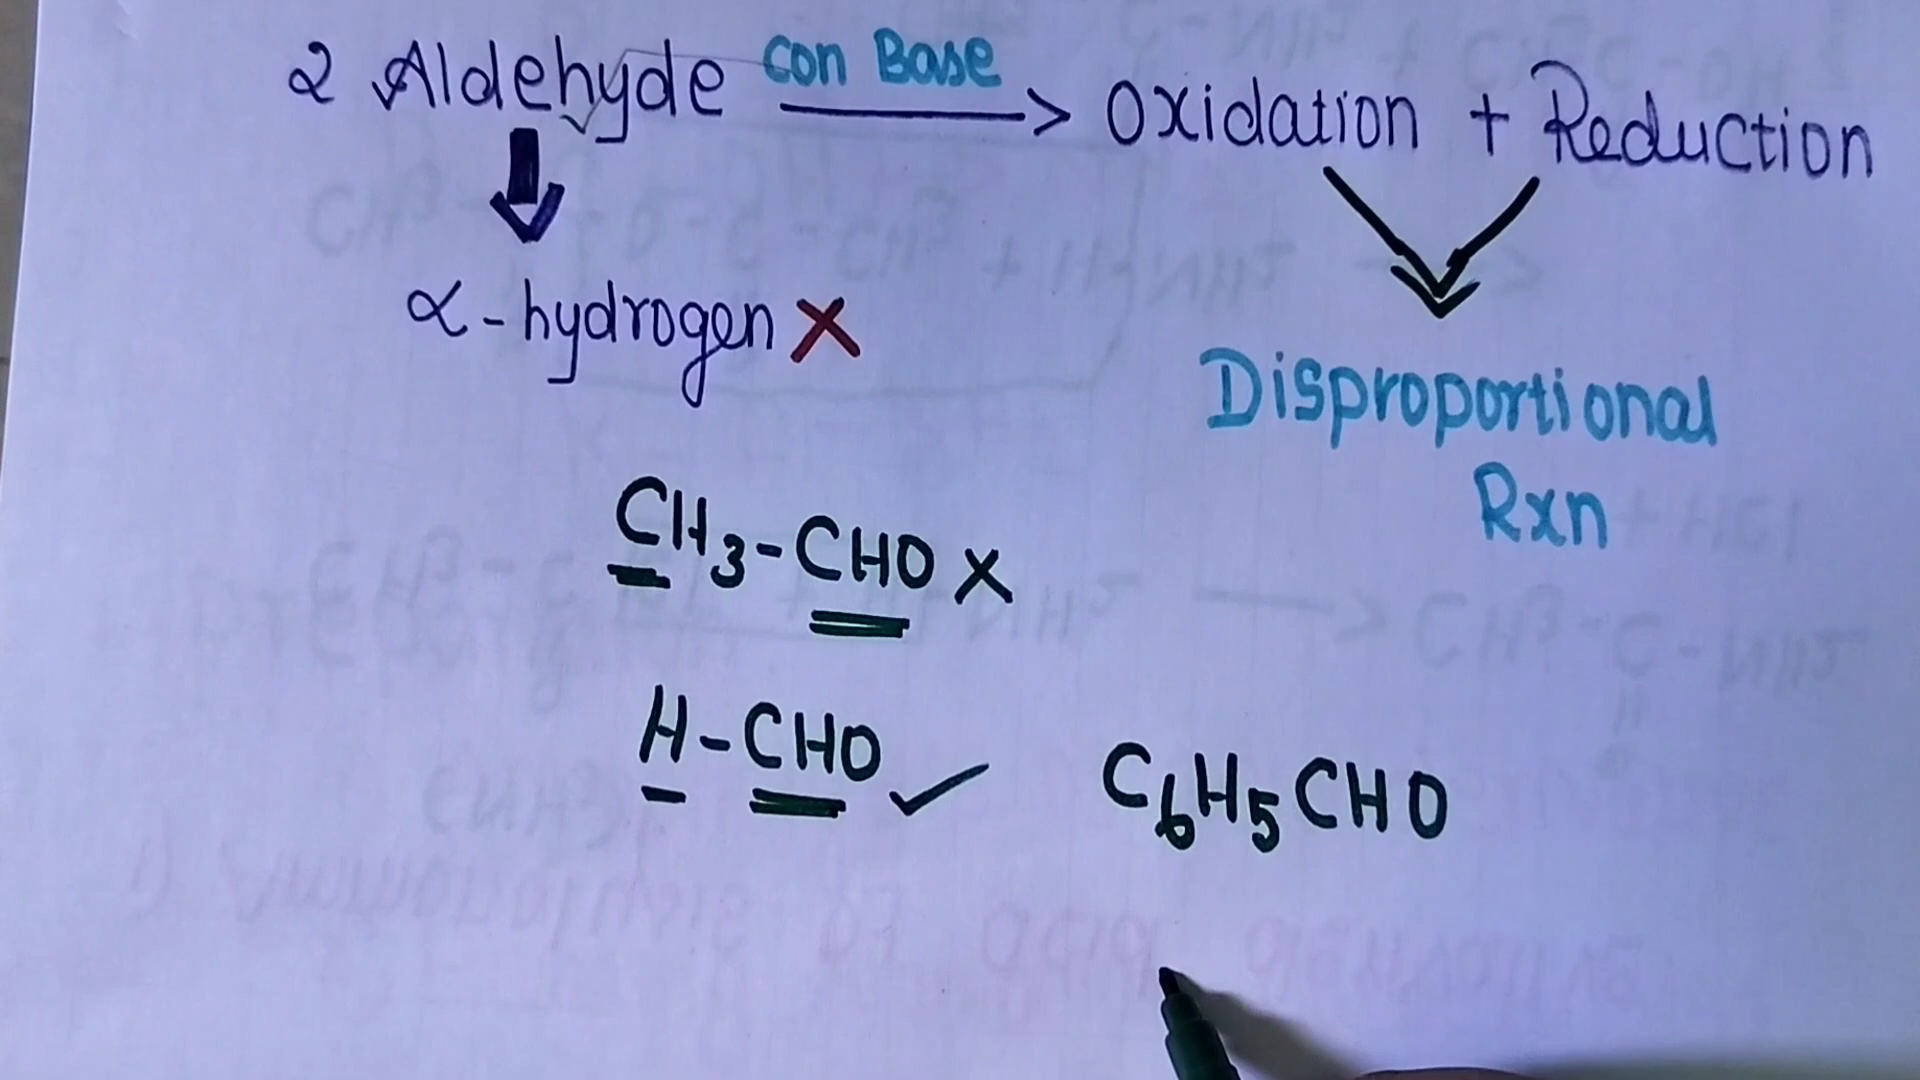 2 Aldehyde con Base > Oxidation + Reduction
α-hydrogen X
Disproportional
Rxn
CH3-CHO X
H-CHO ✓ C6H5CHO